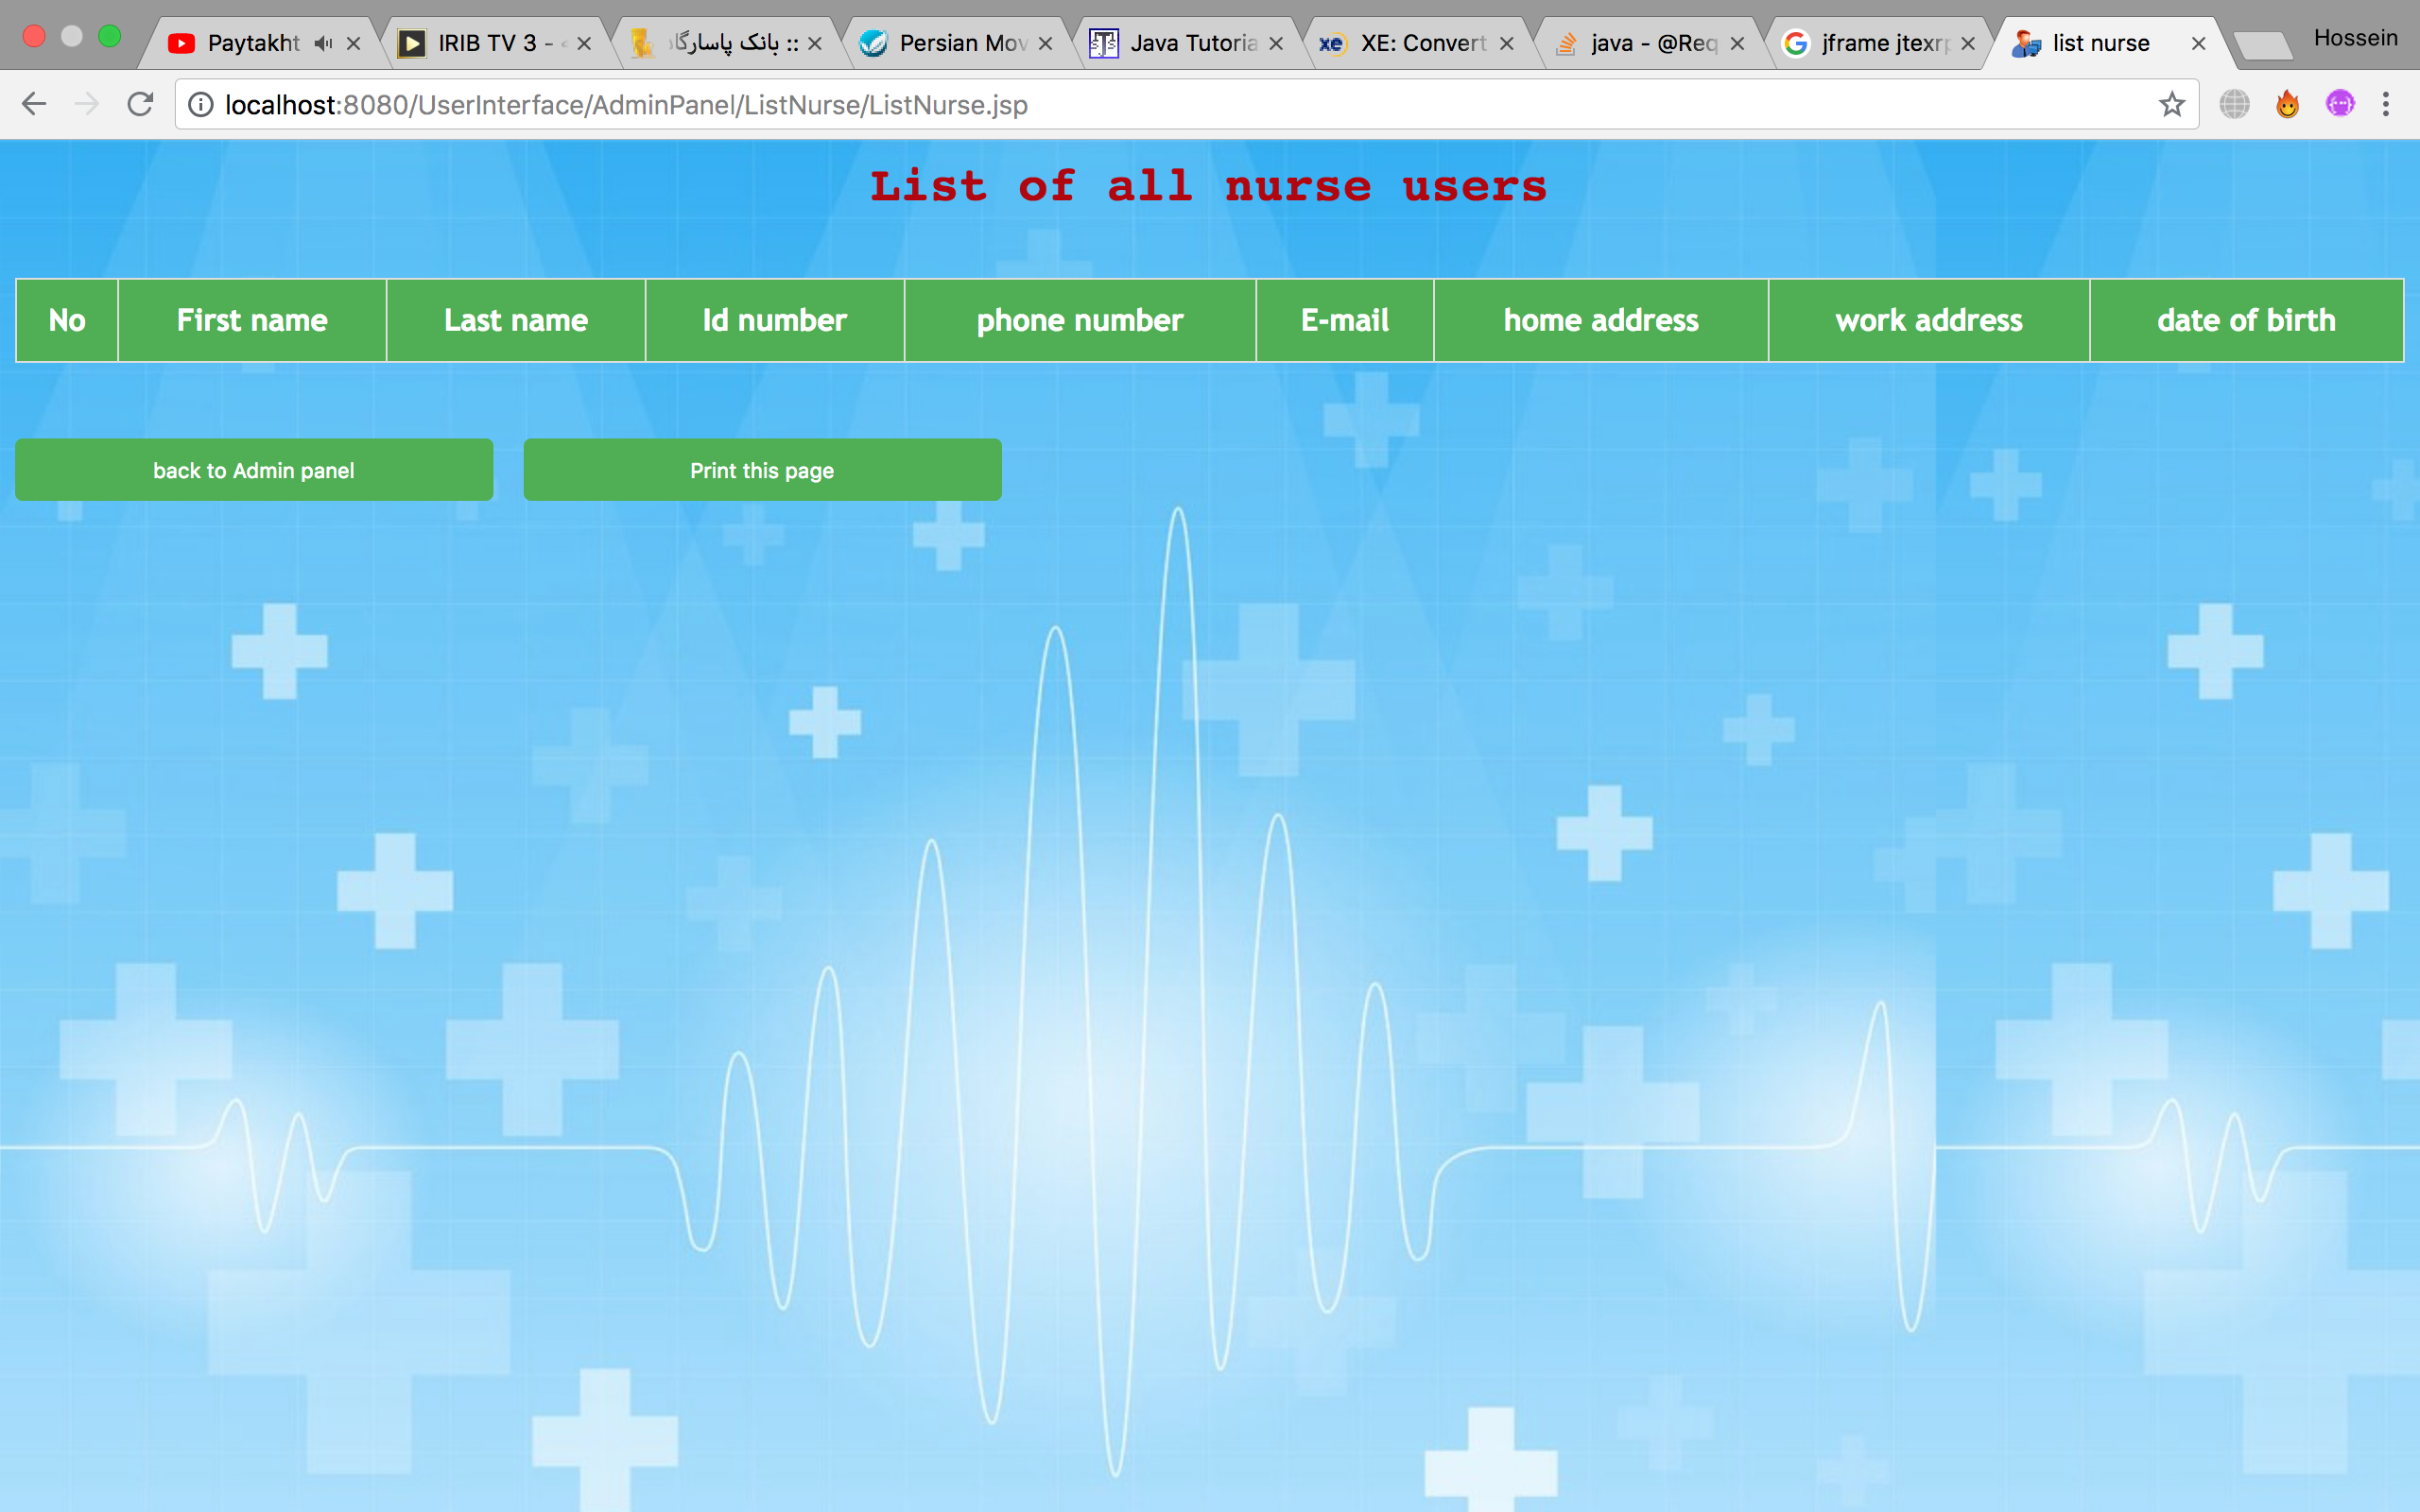 Paytakht
IRIB TV 3 -
بانک پاسارگا ::
Persian Mov
Java Tutoria
XE: Convert
java - @Req
jframe jtexr
list nurse
Hossein
localhost:8080/UserInterface/AdminPanel/ListNurse/ListNurse.jsp
List of all nurse users
No First name Last name Id number phone number E-mail home address work address date of birth
back to Admin panel Print this page